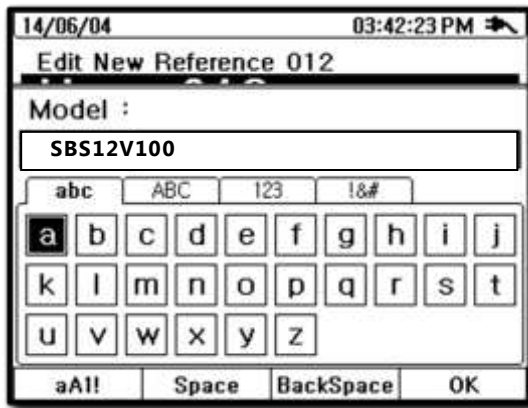 14/06/04 03:42:23 PM
Edit New Reference 012
Model :
SBS12V100
abc ABC 123 !&#
a b c d e f g h i j
k l m n o p q r s t
u v w x y z
aA1! Space BackSpace OK